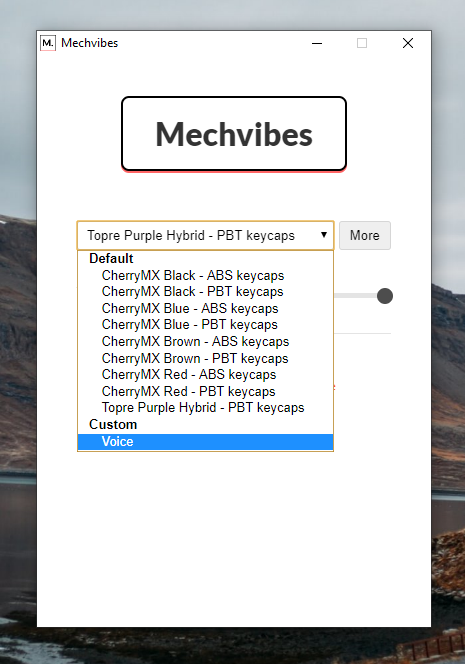 M. Mechvibes
Mechvibes
Topre Purple Hybrid - PBT keycaps More
Default
CherryMX Black - ABS keycaps
CherryMX Black - PBT keycaps
CherryMX Blue - ABS keycaps
CherryMX Blue - PBT keycaps
CherryMX Brown - ABS keycaps
CherryMX Brown - PBT keycaps
CherryMX Red - ABS keycaps
CherryMX Red - PBT keycaps
Topre Purple Hybrid - PBT keycaps
Custom
Voice